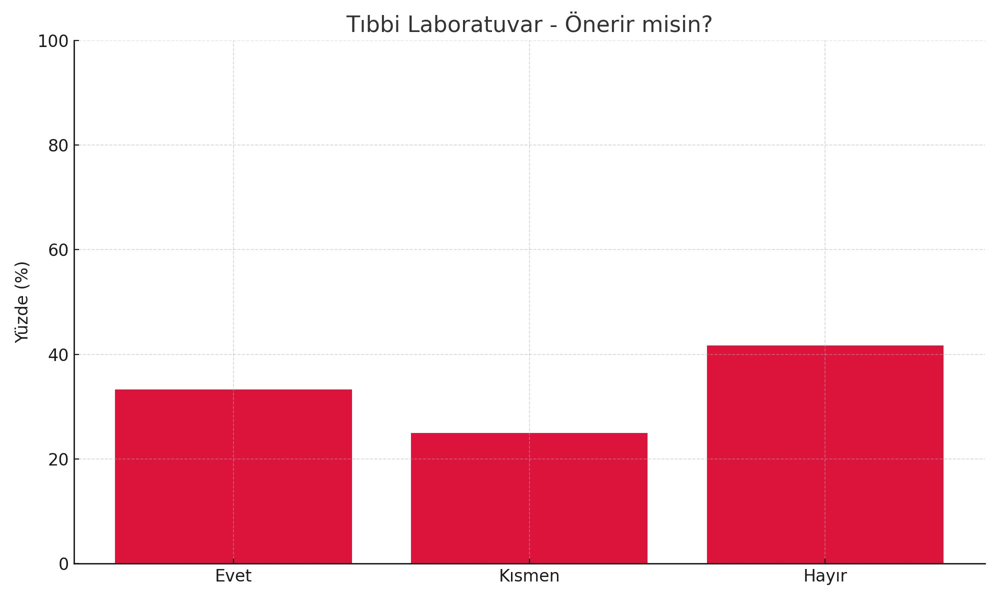 Tıbbi Laboratuvar - Önerir misin?
Yüzde (%)
100
80
60
40
20
0
Evet
Kısmen
Hayır